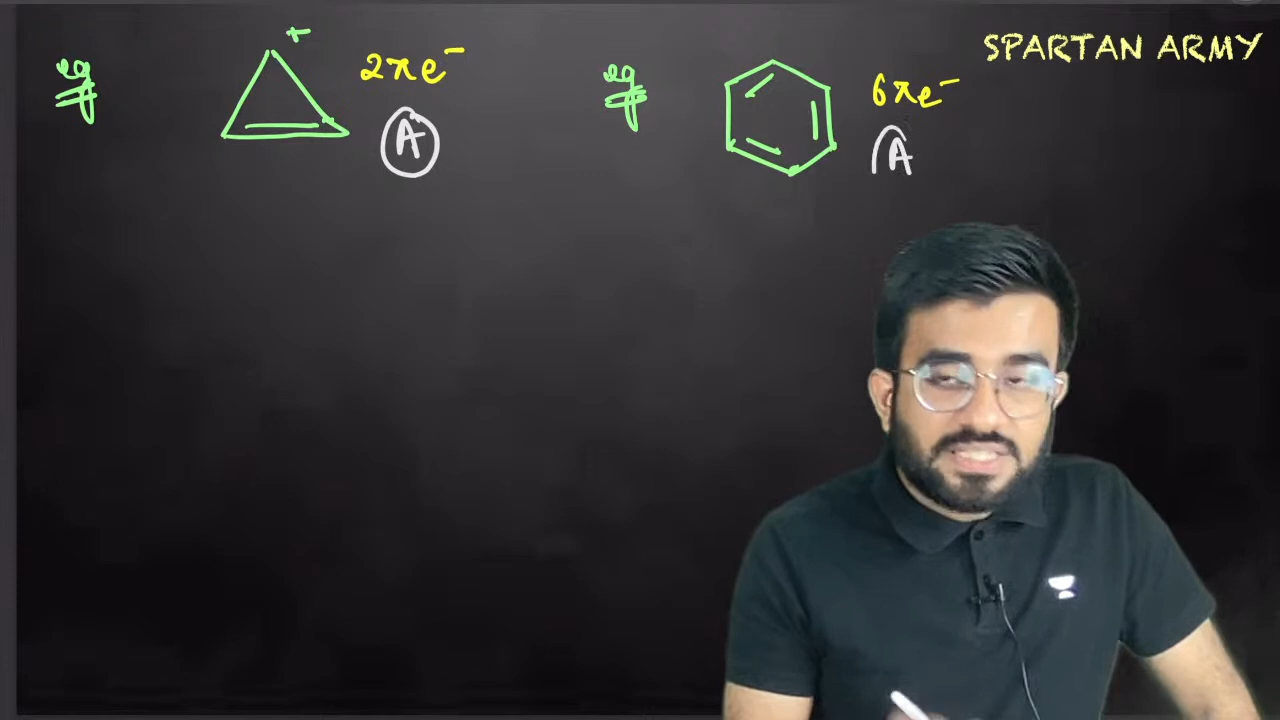 SPARTAN ARMY
eg
+
2πe⁻
A
eg
6πe⁻
A